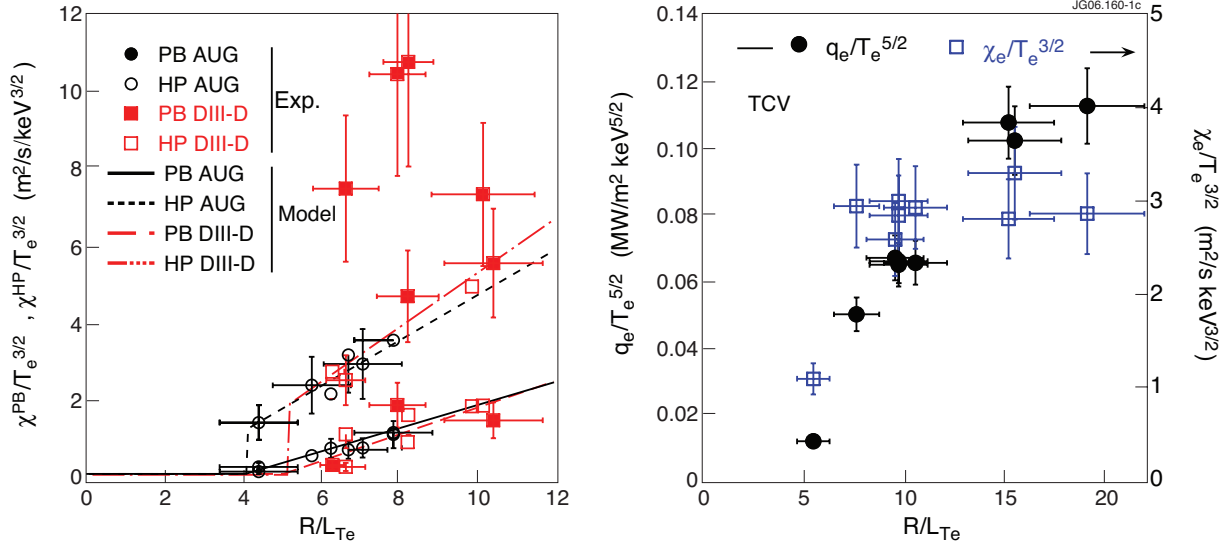 JG06.160-1c
12
10
8
6
4
2
0
0 2 4 6 8 10 12
R/L_Te
χ^PB/T_e^3/2 , χ^HP/T_e^3/2 (m²/s/keV^3/2)
PB AUG
HP AUG
PB DIII-D
HP DIII-D
Exp.
PB AUG
HP AUG
PB DIII-D
HP DIII-D
Model
0.14
0.12
0.10
0.08
0.06
0.04
0.02
0.00
0 5 10 15 20
R/L_Te
q_e/T_e^5/2 (MW/m² keV^5/2)
q_e/T_e^5/2
χ_e/T_e^3/2
TCV
5
4
3
2
1
0
χ_e/T_e^3/2 (m²/s keV^3/2)